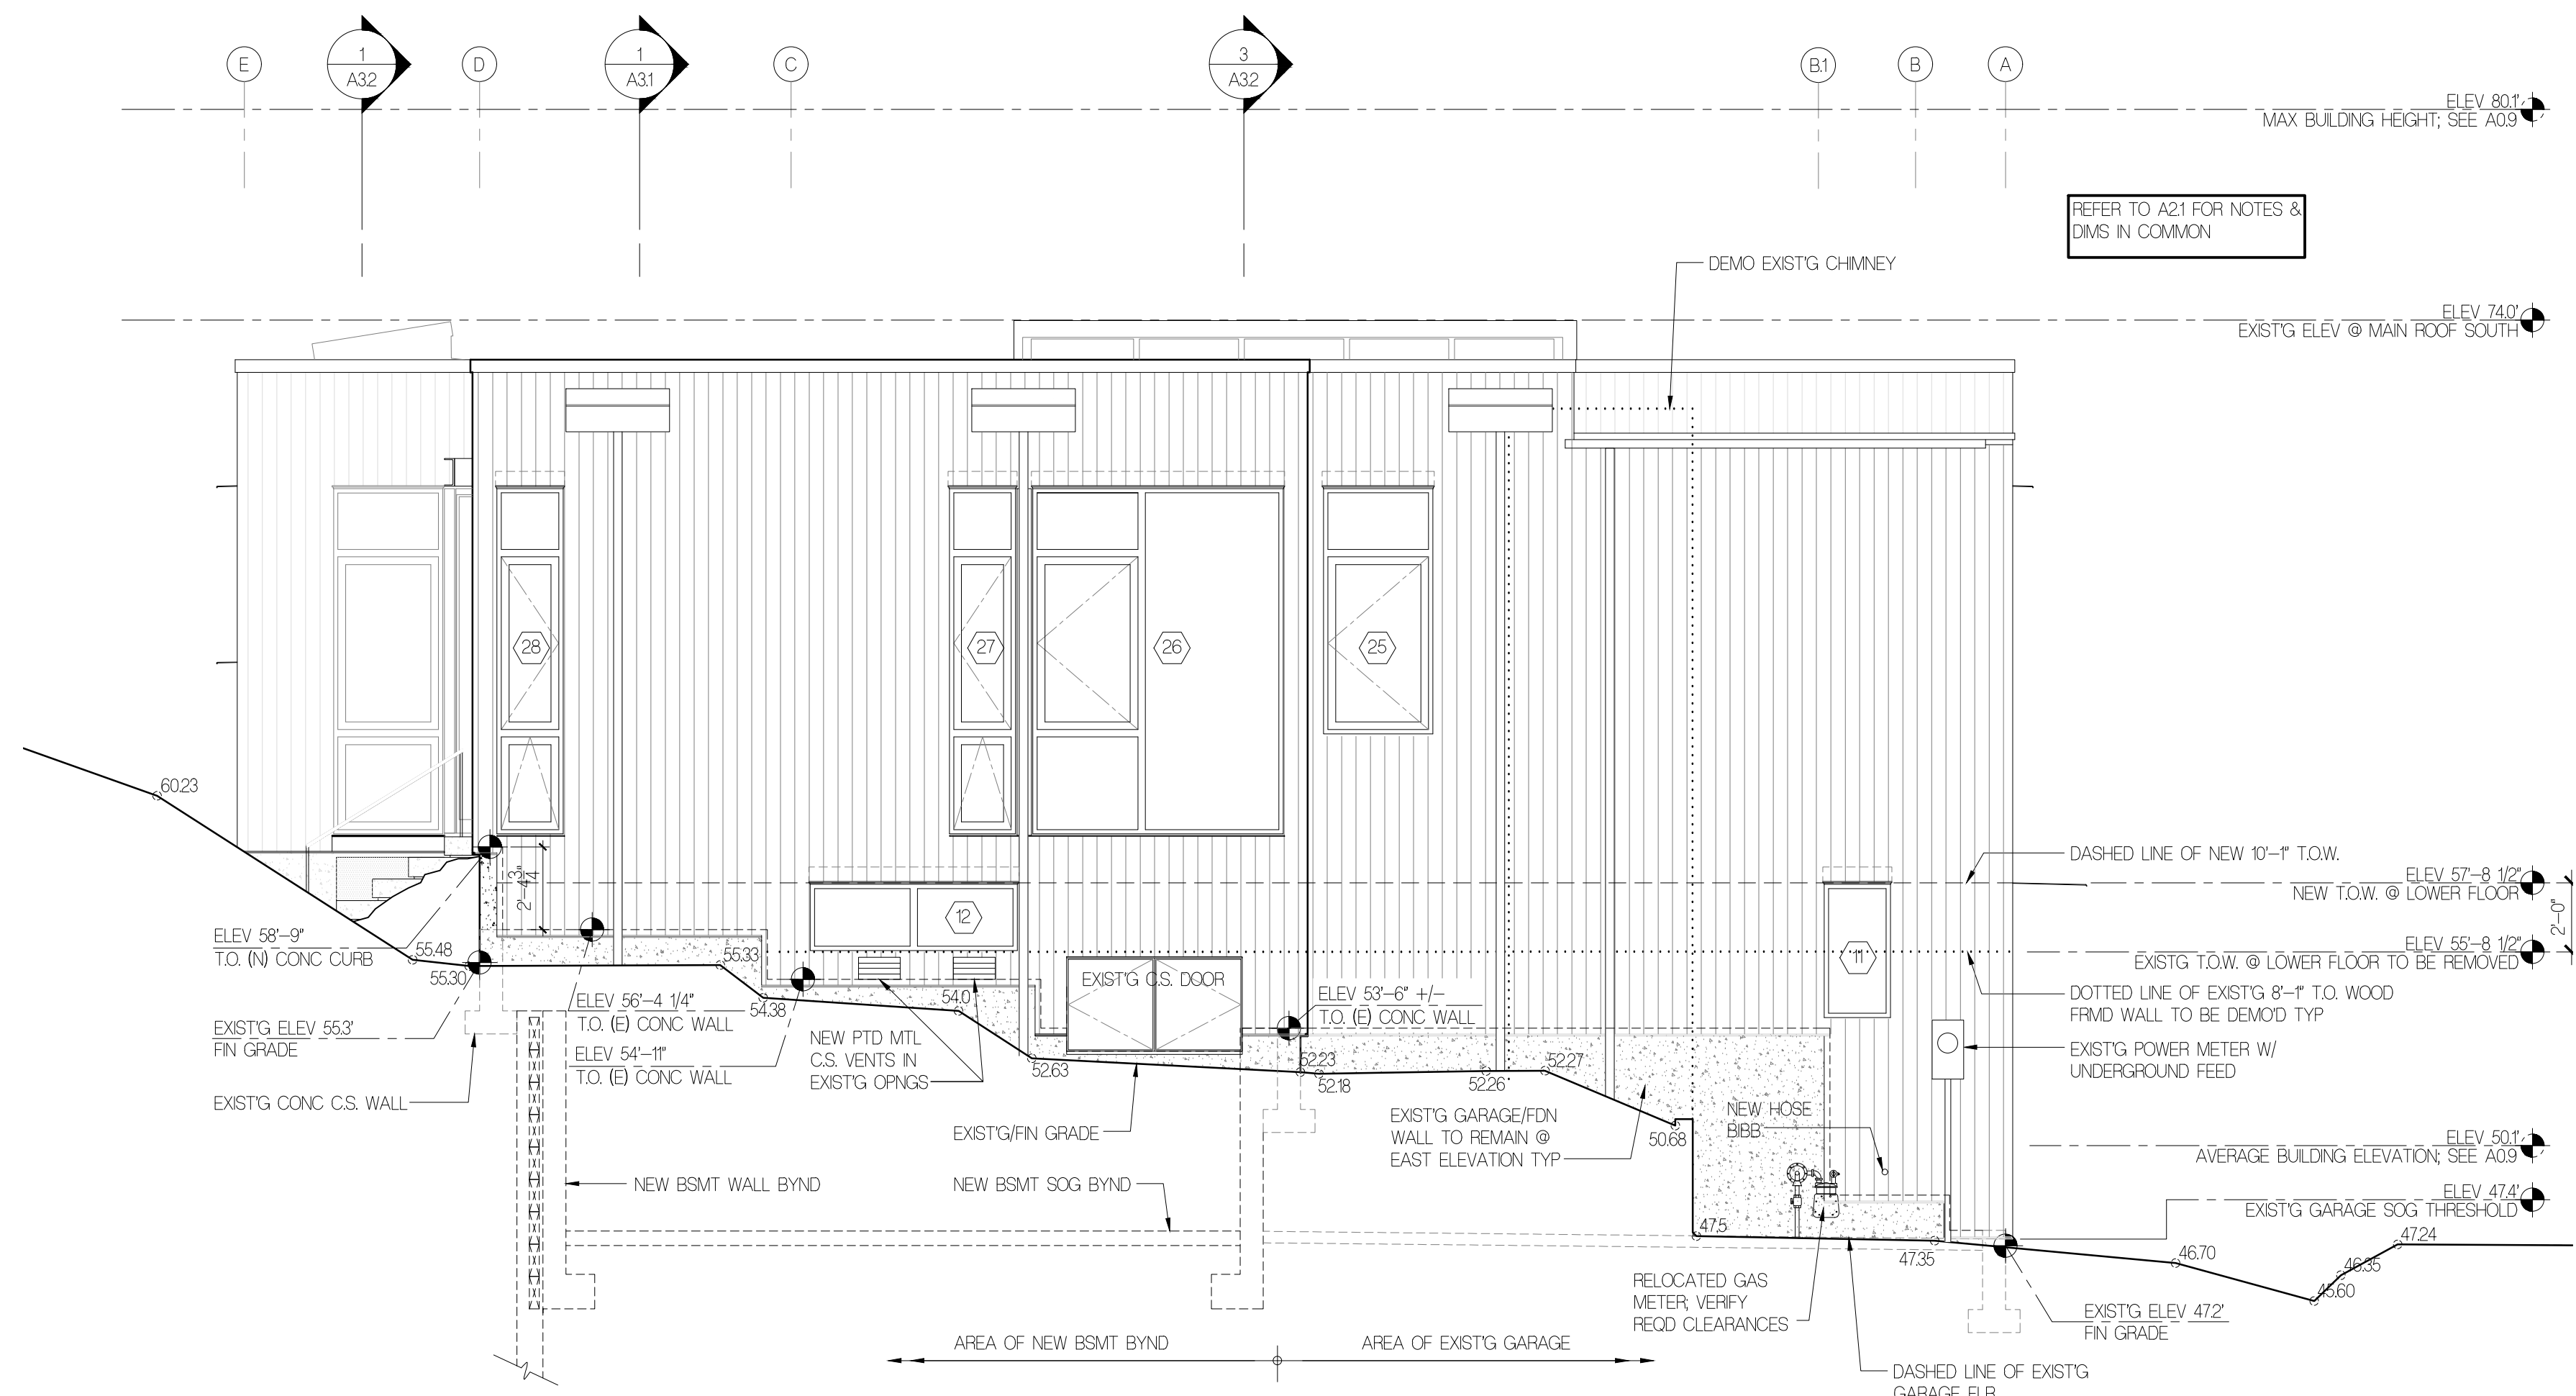 E
1
A3.2
D
1
A3.1
C
3
A3.2
B.1
B
A
ELEV 80.1'
MAX BUILDING HEIGHT; SEE A0.9
REFER TO A2.1 FOR NOTES &
DIMS IN COMMON
DEMO EXIST'G CHIMNEY
ELEV 74.0'
EXIST'G ELEV @ MAIN ROOF SOUTH
28
27
26
25
60.23
2'-4 3/4"
12
11
DASHED LINE OF NEW 10'-1" T.O.W.
ELEV 57'-8 1/2"
NEW T.O.W. @ LOWER FLOOR
2'-0"
ELEV 55'-8 1/2"
EXISTG T.O.W. @ LOWER FLOOR TO BE REMOVED
DOTTED LINE OF EXIST'G 8'-1" T.O. WOOD
FRMD WALL TO BE DEMO'D TYP
EXIST'G POWER METER W/
UNDERGROUND FEED
ELEV 58'-9"
T.O. (N) CONC CURB
55.48
55.30
55.33
54.38
54.0
EXIST'G C.S. DOOR
EXIST'G ELEV 55.3'
FIN GRADE
ELEV 56'-4 1/4"
T.O. (E) CONC WALL
ELEV 54'-11"
T.O. (E) CONC WALL
NEW PTD MTL
C.S. VENTS IN
EXIST'G OPNGS
ELEV 53'-6" +/-
T.O. (E) CONC WALL
52.63
52.23
52.18
52.26
52.27
EXIST'G CONC C.S. WALL
EXIST'G/FIN GRADE
EXIST'G GARAGE/FDN
WALL TO REMAIN @
EAST ELEVATION TYP
50.68
NEW HOSE
BIBB
ELEV 50.1'
AVERAGE BUILDING ELEVATION; SEE A0.9
NEW BSMT WALL BYND
NEW BSMT SOG BYND
ELEV 47.4'
EXIST'G GARAGE SOG THRESHOLD
47.5
47.35
46.70
45.60
46.35
47.24
RELOCATED GAS
METER; VERIFY
REQD CLEARANCES
EXIST'G ELEV 47.2'
FIN GRADE
AREA OF NEW BSMT BYND
AREA OF EXIST'G GARAGE
DASHED LINE OF EXIST'G
GARAGE FLR